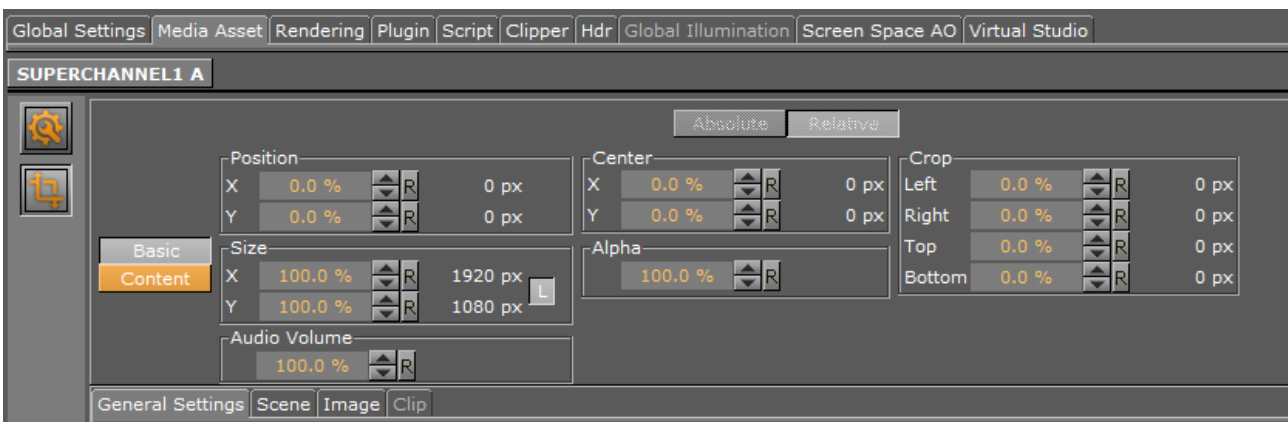 Global Settings Media Asset Rendering Plugin Script Clipper Hdr Global Illumination Screen Space AO Virtual Studio
SUPERCHANNEL1 A
Absolute Relative
Position Center Crop
X 0.0 % R 0 px X 0.0 % R 0 px Left 0.0 % R 0 px
Y 0.0 % R 0 px Y 0.0 % R 0 px Right 0.0 % R 0 px
Basic Size Alpha Top 0.0 % R 0 px
Content X 100.0 % R 1920 px L 100.0 % R Bottom 0.0 % R 0 px
Y 100.0 % R 1080 px
Audio Volume
100.0 % R
General Settings Scene Image Clip